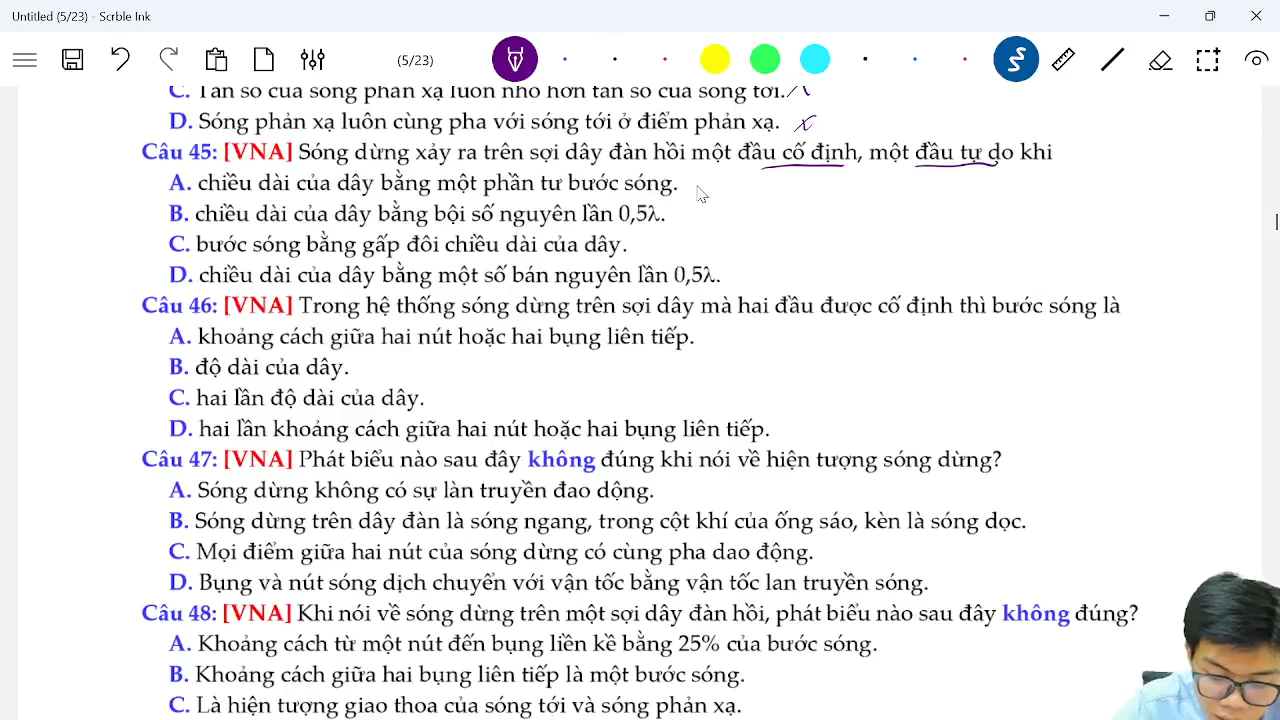 Untitled (5/23) - Scrble Ink
(5/23)
C. Tần số của sóng phản xạ luôn nhỏ hơn tần số của sóng tới.
D. Sóng phản xạ luôn cùng pha với sóng tới ở điểm phản xạ. x
Câu 45: [VNA] Sóng dừng xảy ra trên sợi dây đàn hồi một đầu cố định, một đầu tự do khi
A. chiều dài của dây bằng một phần tư bước sóng.
B. chiều dài của dây bằng bội số nguyên lần 0,5λ.
C. bước sóng bằng gấp đôi chiều dài của dây.
D. chiều dài của dây bằng một số bán nguyên lần 0,5λ.
Câu 46: [VNA] Trong hệ thống sóng dừng trên sợi dây mà hai đầu được cố định thì bước sóng là
A. khoảng cách giữa hai nút hoặc hai bụng liên tiếp.
B. độ dài của dây.
C. hai lần độ dài của dây.
D. hai lần khoảng cách giữa hai nút hoặc hai bụng liên tiếp.
Câu 47: [VNA] Phát biểu nào sau đây không đúng khi nói về hiện tượng sóng dừng?
A. Sóng dừng không có sự làn truyền đao dộng.
B. Sóng dừng trên dây đàn là sóng ngang, trong cột khí của ống sáo, kèn là sóng dọc.
C. Mọi điểm giữa hai nút của sóng dừng có cùng pha dao động.
D. Bụng và nút sóng dịch chuyển với vận tốc bằng vận tốc lan truyền sóng.
Câu 48: [VNA] Khi nói về sóng dừng trên một sợi dây đàn hồi, phát biểu nào sau đây không đúng?
A. Khoảng cách từ một nút đến bụng liền kề bằng 25% của bước sóng.
B. Khoảng cách giữa hai bụng liên tiếp là một bước sóng.
C. Là hiện tượng giao thoa của sóng tới và sóng phản xạ.